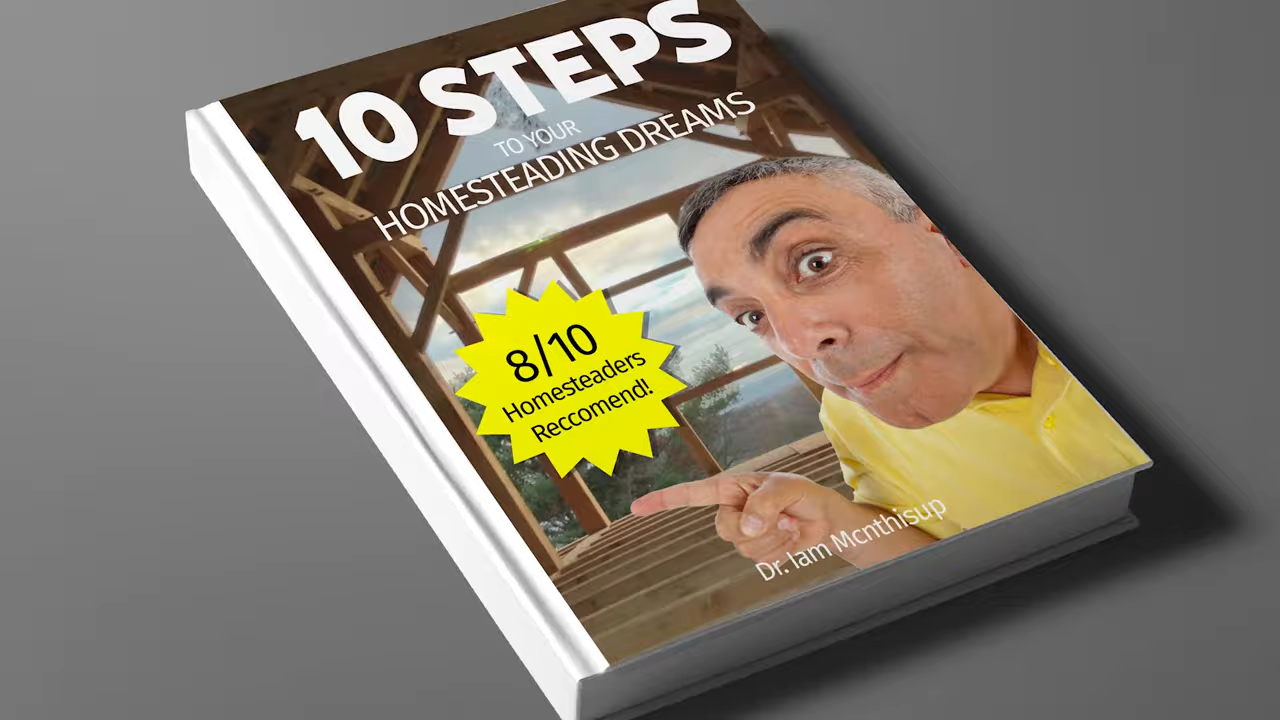 10 STEPS
TO YOUR
HOMESTEADING DREAMS
8/10
Homesteaders
Reccomend!
Dr. Iam Mcnthisup